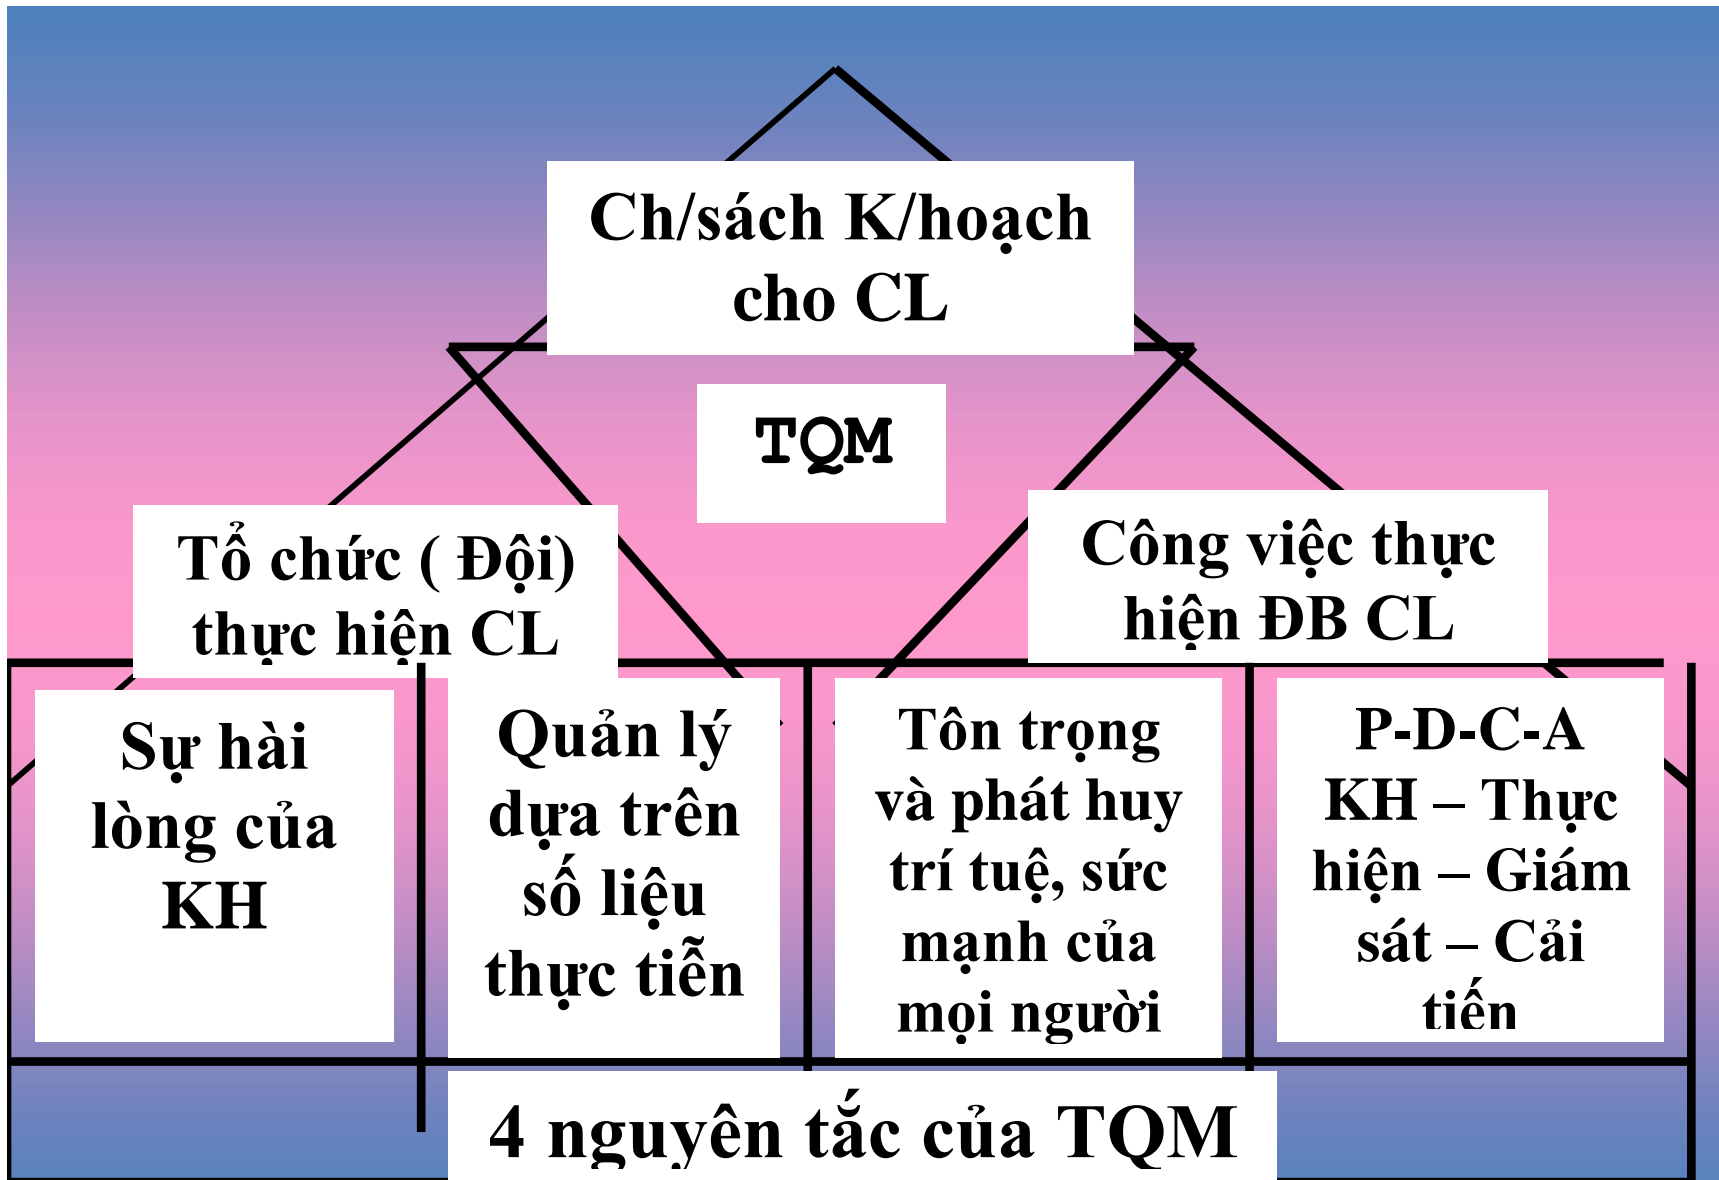 Ch/sách K/hoạch
cho CL
TQM
Tổ chức ( Đội)
thực hiện CL
Công việc thực
hiện ĐB CL
Sự hài
lòng của
KH
Quản lý
dựa trên
số liệu
thực tiễn
Tôn trọng
và phát huy
trí tuệ, sức
mạnh của
mọi người
P-D-C-A
KH – Thực
hiện – Giám
sát – Cải
tiến
4 nguyên tắc của TQM